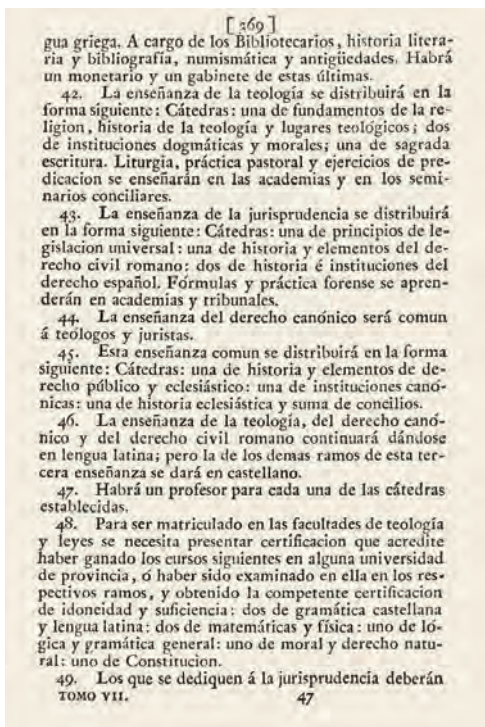 [ 369 ]
gua griega. A cargo de los Bibliotecarios, historia litera-
ria y bibliografía, numismática y antigüedades. Habrá
un monetario y un gabinete de estas últimas.
42. La enseñanza de la teología se distribuirá en la
forma siguiente: Cátedras: una de fundamentos de la re-
ligion, historia de la teología y lugares teológicos; dos
de instituciones dogmáticas y morales; una de sagrada
escritura. Liturgia, práctica pastoral y ejercicios de pre-
dicacion se enseñarán en las academias y en los semi-
narios conciliares.
43. La enseñanza de la jurisprudencia se distribuirá
en la forma siguiente: Cátedras: una de principios de le-
gislacion universal: una de historia y elementos del de-
recho civil romano: dos de historia é instituciones del
derecho español. Fórmulas y práctica forense se apren-
derán en academias y tribunales.
44. La enseñanza del derecho canónico será comun
á teólogos y juristas.
45. Esta enseñanza comun se distribuirá en la forma
siguiente: Cátedras: una de historia y elementos de de-
recho público y eclesiástico: una de instituciones canó-
nicas: una de historia eclesiástica y suma de concilios.
46. La enseñanza de la teología, del derecho canó-
nico y del derecho civil romano continuará dándose
en lengua latina; pero la de los demas ramos de esta ter-
cera enseñanza se dará en castellano.
47. Habrá un profesor para cada una de las cátedras
establecidas.
48. Para ser matriculado en las facultades de teología
y leyes se necesita presentar certificacion que acredite
haber ganado los cursos siguientes en alguna universidad
de provincia, ó haber sido examinado en ella en los res-
pectivos ramos, y obtenido la competente certificacion
de idoneidad y suficiencia: dos de gramática castellana
y lengua latina: dos de matemáticas y física: uno de ló-
gica y gramática general: uno de moral y derecho natu-
ral: uno de Constitucion.
49. Los que se dediquen á la jurisprudencia deberán
TOMO VII. 47